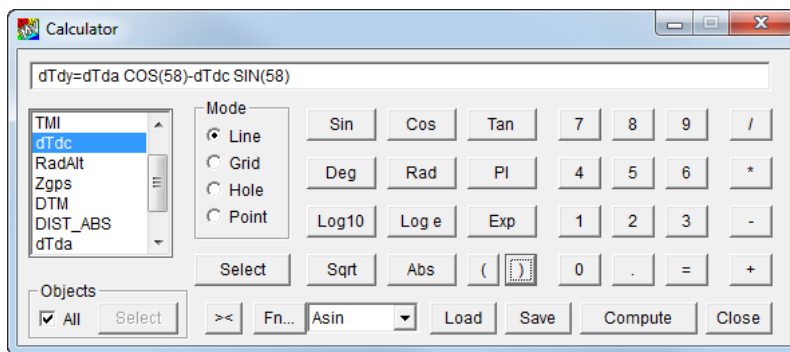 Calculator
dTdy=dTda COS(58)-dTdc SIN(58)
TMI
dTdc
RadAlt
Zgps
DTM
DIST_ABS
dTda
Mode
Line
Grid
Hole
Point
Sin Cos Tan 7 8 9 /
Deg Rad PI 4 5 6 *
Log10 Log e Exp 1 2 3 -
Select Sqrt Abs ( ) 0 . = +
Objects
All Select >< Fn... Asin Load Save Compute Close